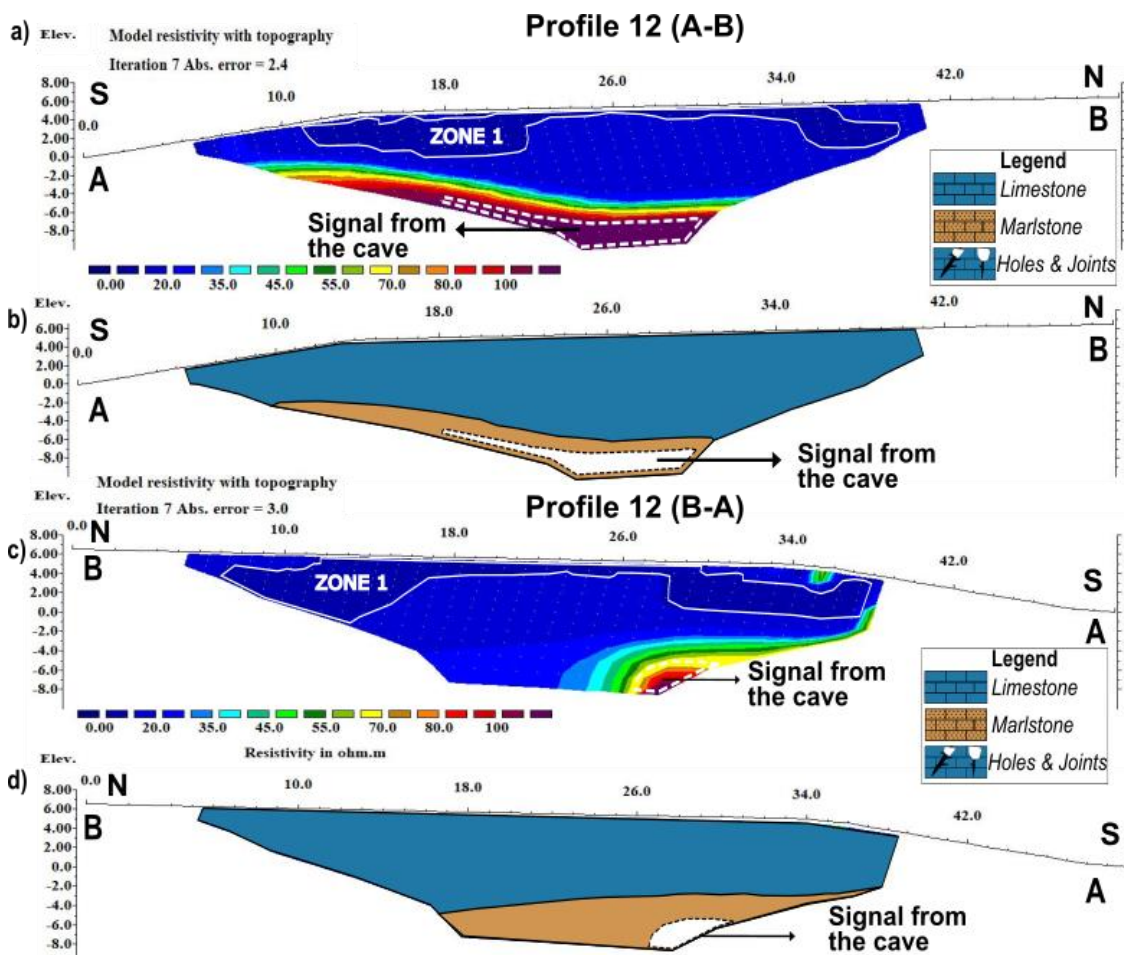 Profile 12 (A-B)
a) Elev. Model resistivity with topography
Iteration 7 Abs. error = 2.4
S N
0.0 10.0 18.0 26.0 34.0 42.0
8.00
6.00
4.00
2.00
0.0
-2.0
-4.0
-6.0
-8.0
A B
ZONE 1
Signal from
the cave
Legend
Limestone
Marlstone
Holes & Joints
0.00 20.0 35.0 45.0 55.0 70.0 80.0 100
b) Elev.
S N
0.0 10.0 18.0 26.0 34.0 42.0
6.00
4.00
2.00
0.0
-2.0
-4.0
-6.0
-8.0
A B
Signal from
the cave
Profile 12 (B-A)
c) Elev. Model resistivity with topography
Iteration 7 Abs. error = 3.0
N S
0.0 10.0 18.0 26.0 34.0 42.0
8.00
6.00
4.00
2.00
0.0
-2.0
-4.0
-6.0
-8.0
B A
ZONE 1
Signal from
the cave
Legend
Limestone
Marlstone
Holes & Joints
0.00 20.0 35.0 45.0 55.0 70.0 80.0 100
Resistivity in ohm.m
d) Elev.
N S
0.0 10.0 18.0 26.0 34.0 42.0
8.00
6.00
4.00
2.00
0.0
-2.0
-4.0
-6.0
-8.0
B A
Signal from
the cave